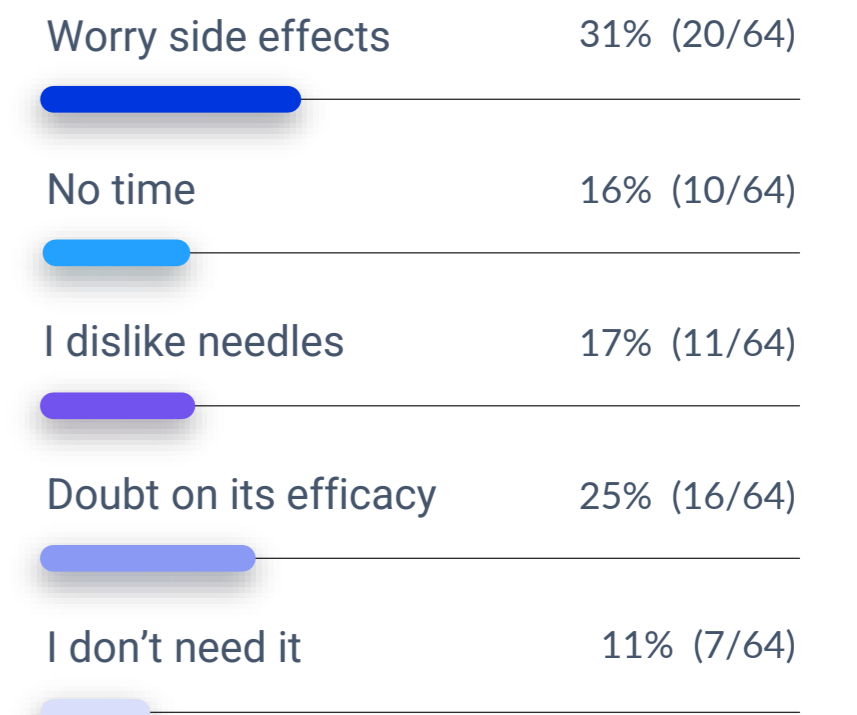 Worry side effects 31% (20/64)
No time 16% (10/64)
I dislike needles 17% (11/64)
Doubt on its efficacy 25% (16/64)
I don’t need it 11% (7/64)